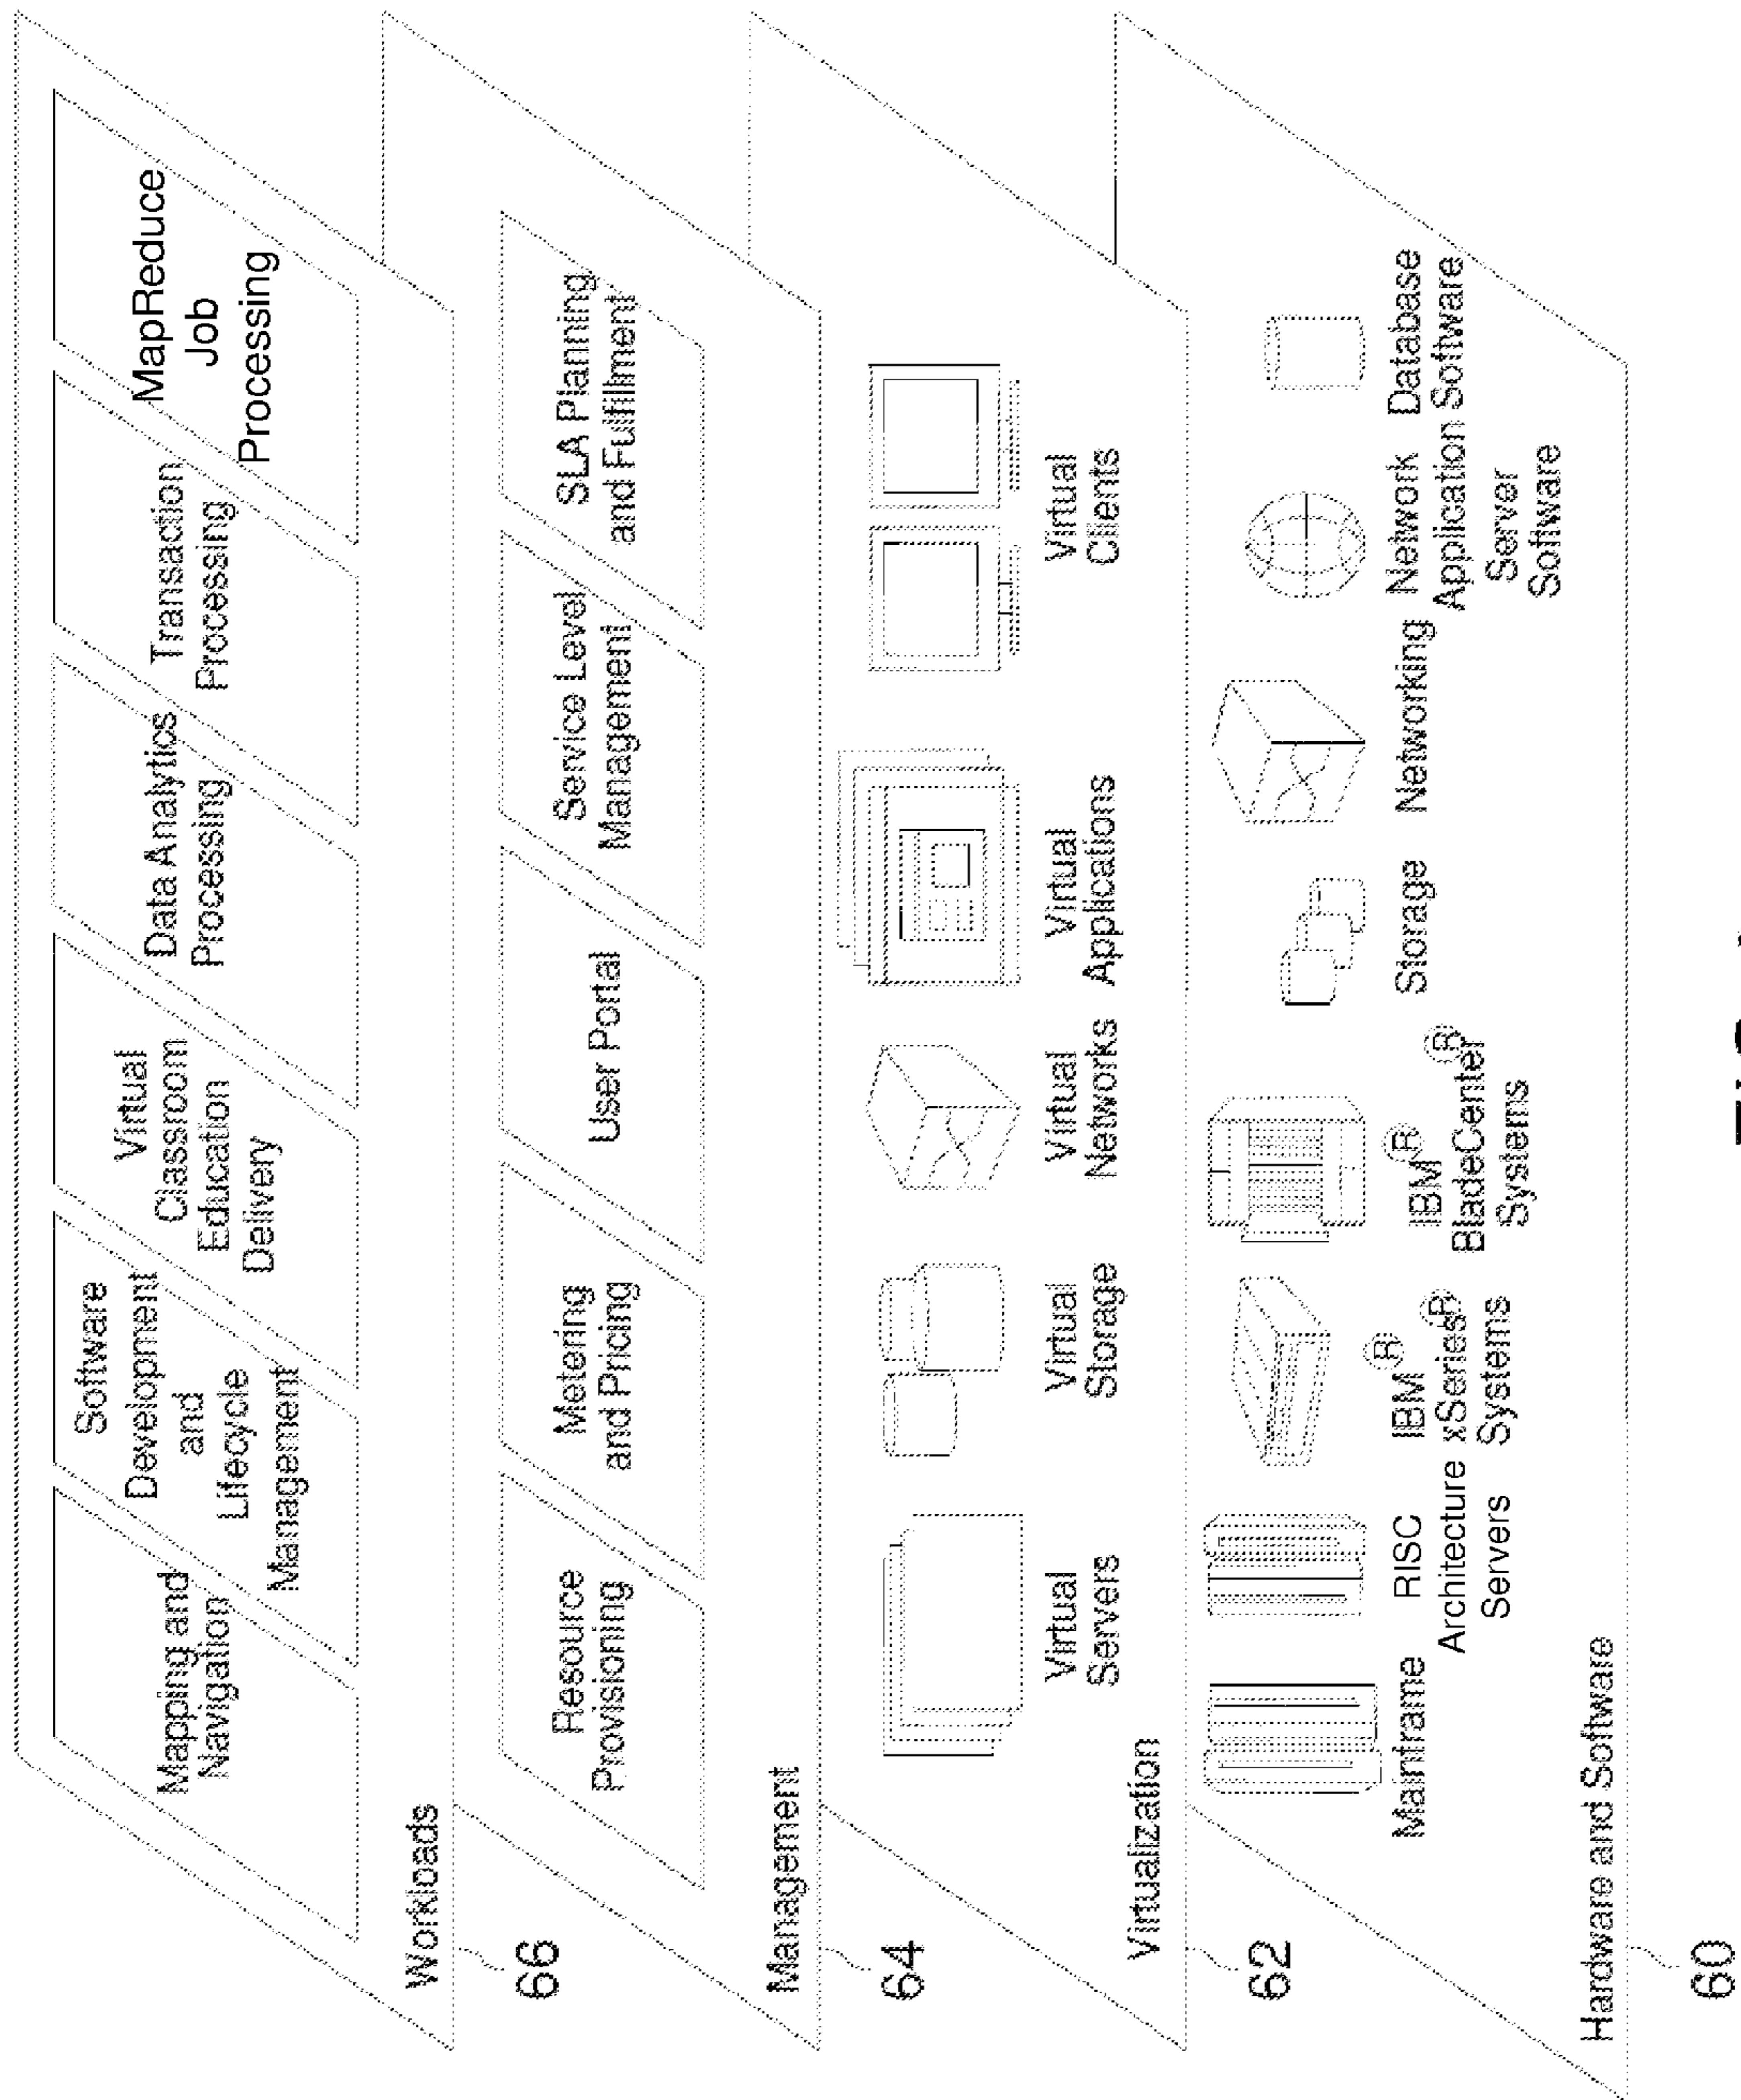 Mapping and
Navigation
Software
Development
and
Lifecycle
Management
Virtual
Classroom
Education
Delivery
Data Analytics
Processing
Transaction
Processing
MapReduce
Job
Processing
Workloads
66
Resource
Provisioning
Metering
and Pricing
User Portal
Service Level
Management
SLA Planning
and Fulfillment
Management
64
Virtual
Servers
Virtual
Storage
Virtual
Networks
Virtual
Applications
Virtual
Clients
Virtualization
62
Mainframe
RISC
Architecture
Servers
IBM®
xSeries®
Systems
IBM®
BladeCenter®
Systems
Storage
Networking
Network
Application
Server
Software
Database
Software
Hardware and Software
60